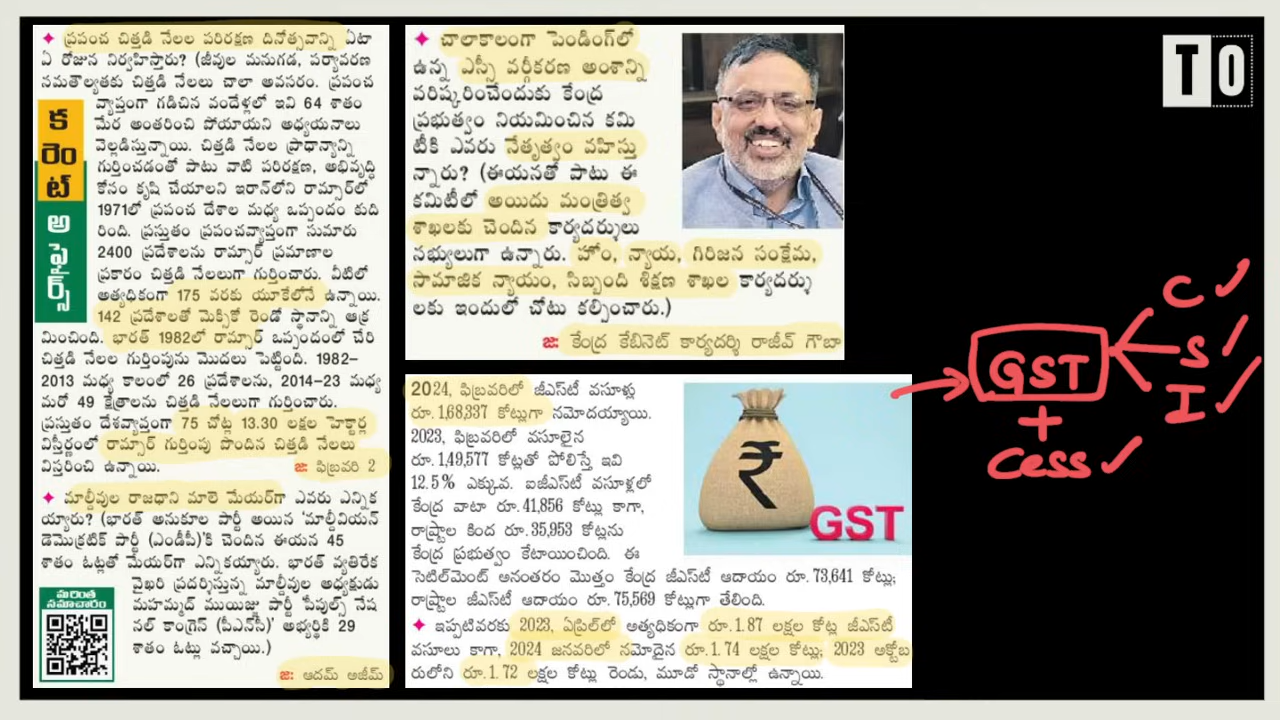 ✦ ప్రపంచ చిత్తడి నేలల పరిరక్షణ దినోత్సవాన్ని ఏటా
ఏ రోజున నిర్వహిస్తారు? (జీవుల మనుగడ, పర్యావరణ
సమతౌల్యతకు చిత్తడి నేలలు చాలా అవసరం. ప్రపంచ
వ్యాప్తంగా గడిచిన వందేళ్లలో ఇవి 64 శాతం
మేర అంతరించి పోయాయని అధ్యయనాలు
వెల్లడిస్తున్నాయి. చిత్తడి నేలల ప్రాధాన్యాన్ని
గుర్తించడంతో పాటు వాటి పరిరక్షణ, అభివృద్ధి
కోసం కృషి చేయాలని ఇరాన్‌లోని రామ్సార్‌లో
1971లో ప్రపంచ దేశాల మధ్య ఒప్పందం కుది
రింది. ప్రస్తుతం ప్రపంచవ్యాప్తంగా సుమారు
2400 ప్రదేశాలను రామ్సార్ ప్రమాణాల
ప్రకారం చిత్తడి నేలలుగా గుర్తించారు. వీటిలో
అత్యధికంగా 175 వరకు యూకేలోనే ఉన్నాయి.
142 ప్రదేశాలతో మెక్సికో రెండో స్థానాన్ని ఆక్ర
మించింది. భారత్ 1982లో రామ్సార్ ఒప్పందంలో చేరి
చిత్తడి నేలల గుర్తింపును మొదలు పెట్టింది. 1982–
2013 మధ్య కాలంలో 26 ప్రదేశాలను, 2014-23 మధ్య
మరో 49 క్షేత్రాలను చిత్తడి నేలలుగా గుర్తించారు.
ప్రస్తుతం దేశవ్యాప్తంగా 75 చోట్ల 13.30 లక్షల హెక్టార్ల
విస్తీర్ణంలో రామ్సార్ గుర్తింపు పొందిన చిత్తడి నేలలు
విస్తరించి ఉన్నాయి. జ: ఫిబ్రవరి 2
✦ మాల్దీవుల రాజధాని మాలె మేయర్‌గా ఎవరు ఎన్నిక
య్యారు? (భారత్ అనుకూల పార్టీ అయిన 'మాల్దీవియన్
డెమొక్రటిక్ పార్టీ (ఎండీపీ)'కి చెందిన ఈయన 45
శాతం ఓట్లతో మేయర్‌గా ఎన్నికయ్యారు. భారత్ వ్యతిరేక
వైఖరి ప్రదర్శిస్తున్న మాల్దీవుల అధ్యక్షుడు
మహమ్మద్ ముయిజ్జు పార్టీ 'పీపుల్స్ నేష
నల్ కాంగ్రెస్ (పీఎన్‌సీ)' అభ్యర్థికి 29
శాతం ఓట్లు వచ్చాయి.)
జ: ఆదమ్ అజీమ్
కరెంట్
అఫైర్స్
మరింత
సమాచారం
✦ చాలాకాలంగా పెండింగ్‌లో
ఉన్న ఎస్సీ వర్గీకరణ అంశాన్ని
పరిష్కరించేందుకు కేంద్ర
ప్రభుత్వం నియమించిన కమి
టీకి ఎవరు నేతృత్వం వహిస్తు
న్నారు? (ఈయనతో పాటు ఈ
కమిటీలో అయిదు మంత్రిత్వ
శాఖలకు చెందిన కార్యదర్శులు
సభ్యులుగా ఉన్నారు. హోం, న్యాయ, గిరిజన సంక్షేమ,
సామాజిక న్యాయం, సిబ్బంది శిక్షణ శాఖల కార్యదర్శు
లకు ఇందులో చోటు కల్పించారు.)
జ: కేంద్ర కేబినెట్ కార్యదర్శి రాజీవ్ గౌబా
2024, ఫిబ్రవరిలో జీఎస్‌టీ వసూళ్లు
రూ.1,68,337 కోట్లుగా నమోదయ్యాయి.
2023, ఫిబ్రవరిలో వసూలైన
రూ.1,49,577 కోట్లతో పోలిస్తే ఇవి
12.5% ఎక్కువ. ఐజీఎస్‌టీ వసూళ్లలో
కేంద్ర వాటా రూ.41,856 కోట్లు కాగా,
రాష్ట్రాల కింద రూ.35,953 కోట్లను
కేంద్ర ప్రభుత్వం కేటాయించింది. ఈ
సెటిల్‌మెంట్ అనంతరం మొత్తం కేంద్ర జీఎస్‌టీ ఆదాయం రూ.73,641 కోట్లు;
రాష్ట్రాల జీఎస్‌టీ ఆదాయం రూ.75,569 కోట్లుగా తేలింది.
✦ ఇప్పటివరకు 2023, ఏప్రిల్‌లో అత్యధికంగా రూ.1.87 లక్షల కోట్ల జీఎస్‌టీ
వసూలు కాగా, 2024 జనవరిలో నమోదైన రూ.1.74 లక్షల కోట్లు; 2023 అక్టోబ
రులోని రూ.1.72 లక్షల కోట్లు రెండు, మూడో స్థానాల్లో ఉన్నాయి.
₹
GST
TO
GST
C ✓
S ✓
I ✓
+
Cess ✓